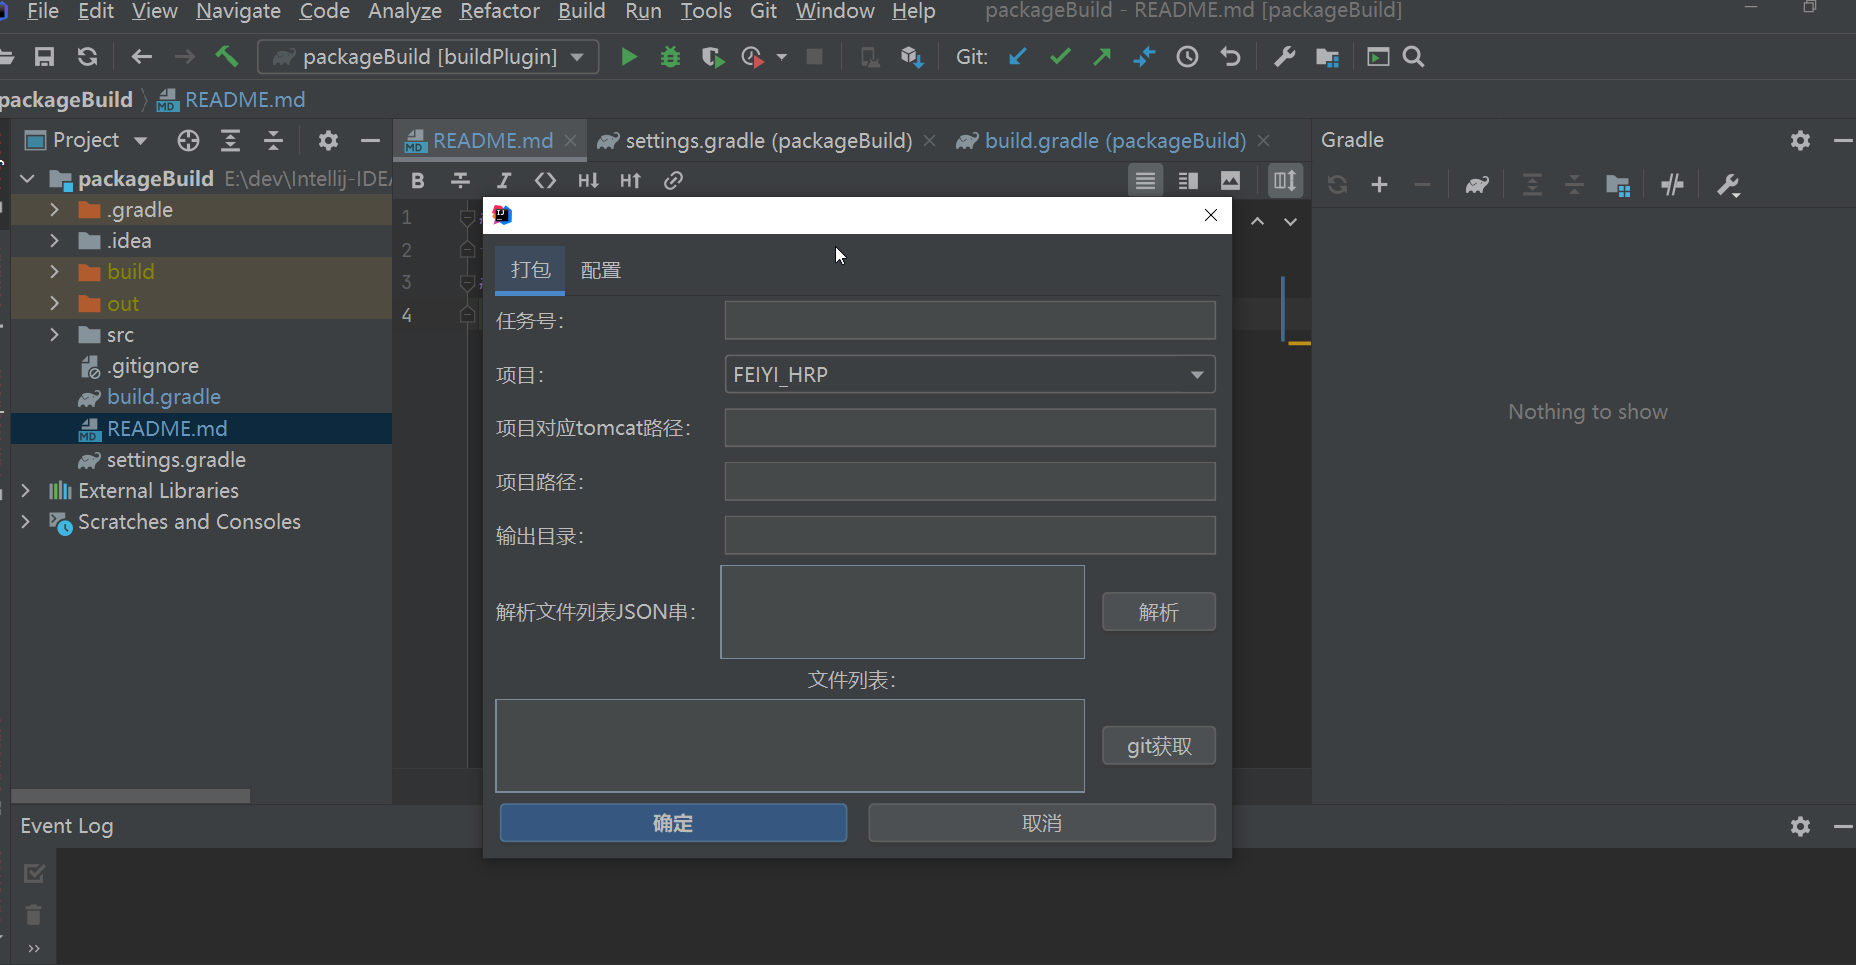 File Edit View Navigate Code Analyze Refactor Build Run Tools Git Window Help packageBuild - README.md [packageBuild]
packageBuild [buildPlugin] Git:
packageBuild README.md
Project
README.md settings.gradle (packageBuild) build.gradle (packageBuild)
Gradle
packageBuild E:\dev\Intellij-IDE
.gradle
.idea
build
out
src
.gitignore
build.gradle
README.md
settings.gradle
External Libraries
Scratches and Consoles
B I <> H↓ H↑
1
2
3
4
打包 配置
任务号:
项目: FEIYI_HRP
项目对应tomcat路径:
项目路径:
输出目录:
解析文件列表JSON串: 解析
文件列表:
git获取
确定 取消
Nothing to show
Event Log